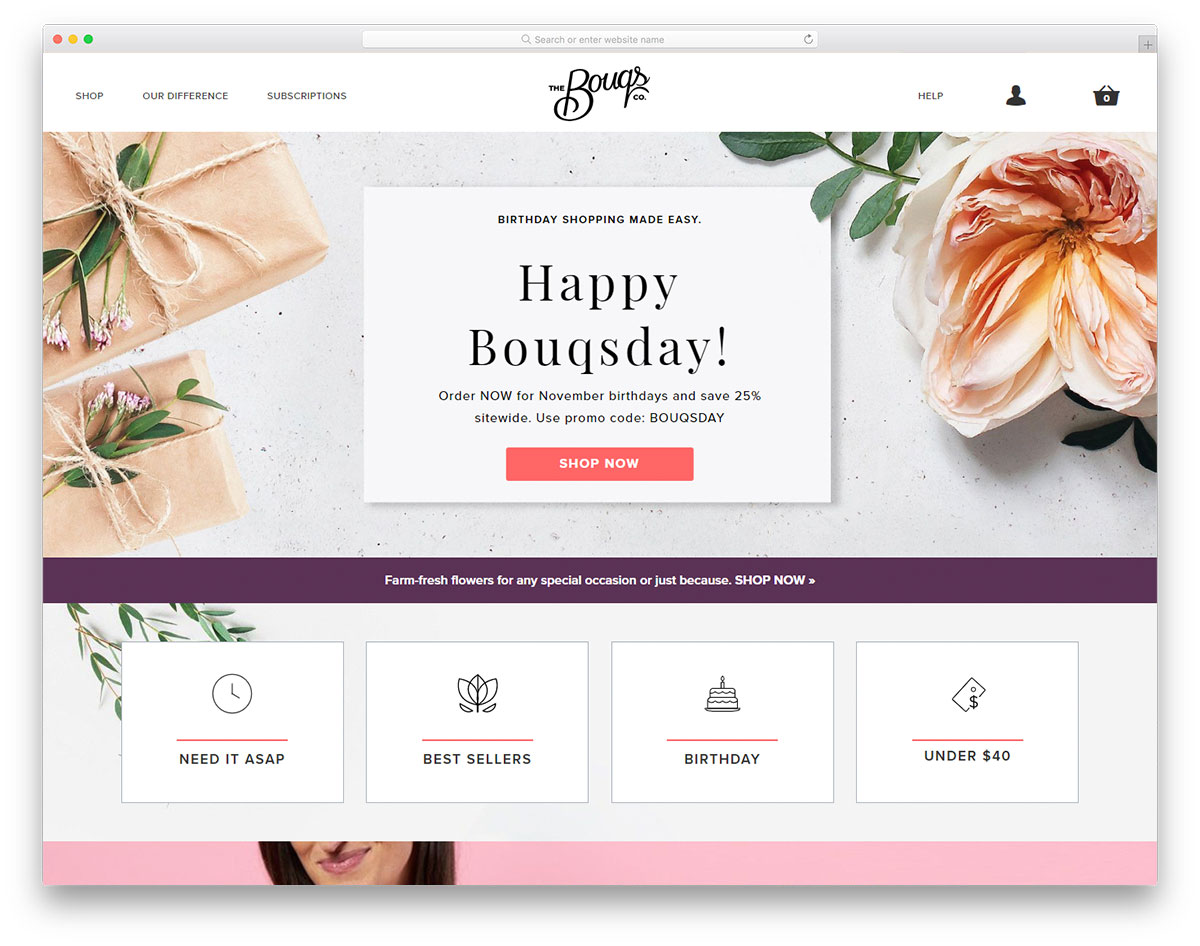 Search or enter website name
SHOP
OUR DIFFERENCE
SUBSCRIPTIONS
THE Bouqs CO.
HELP
0
BIRTHDAY SHOPPING MADE EASY.
Happy
Bouqsday!
Order NOW for November birthdays and save 25%
sitewide. Use promo code: BOUQSDAY
SHOP NOW
Farm-fresh flowers for any special occasion or just because. SHOP NOW »
NEED IT ASAP
BEST SELLERS
BIRTHDAY
$
UNDER $40